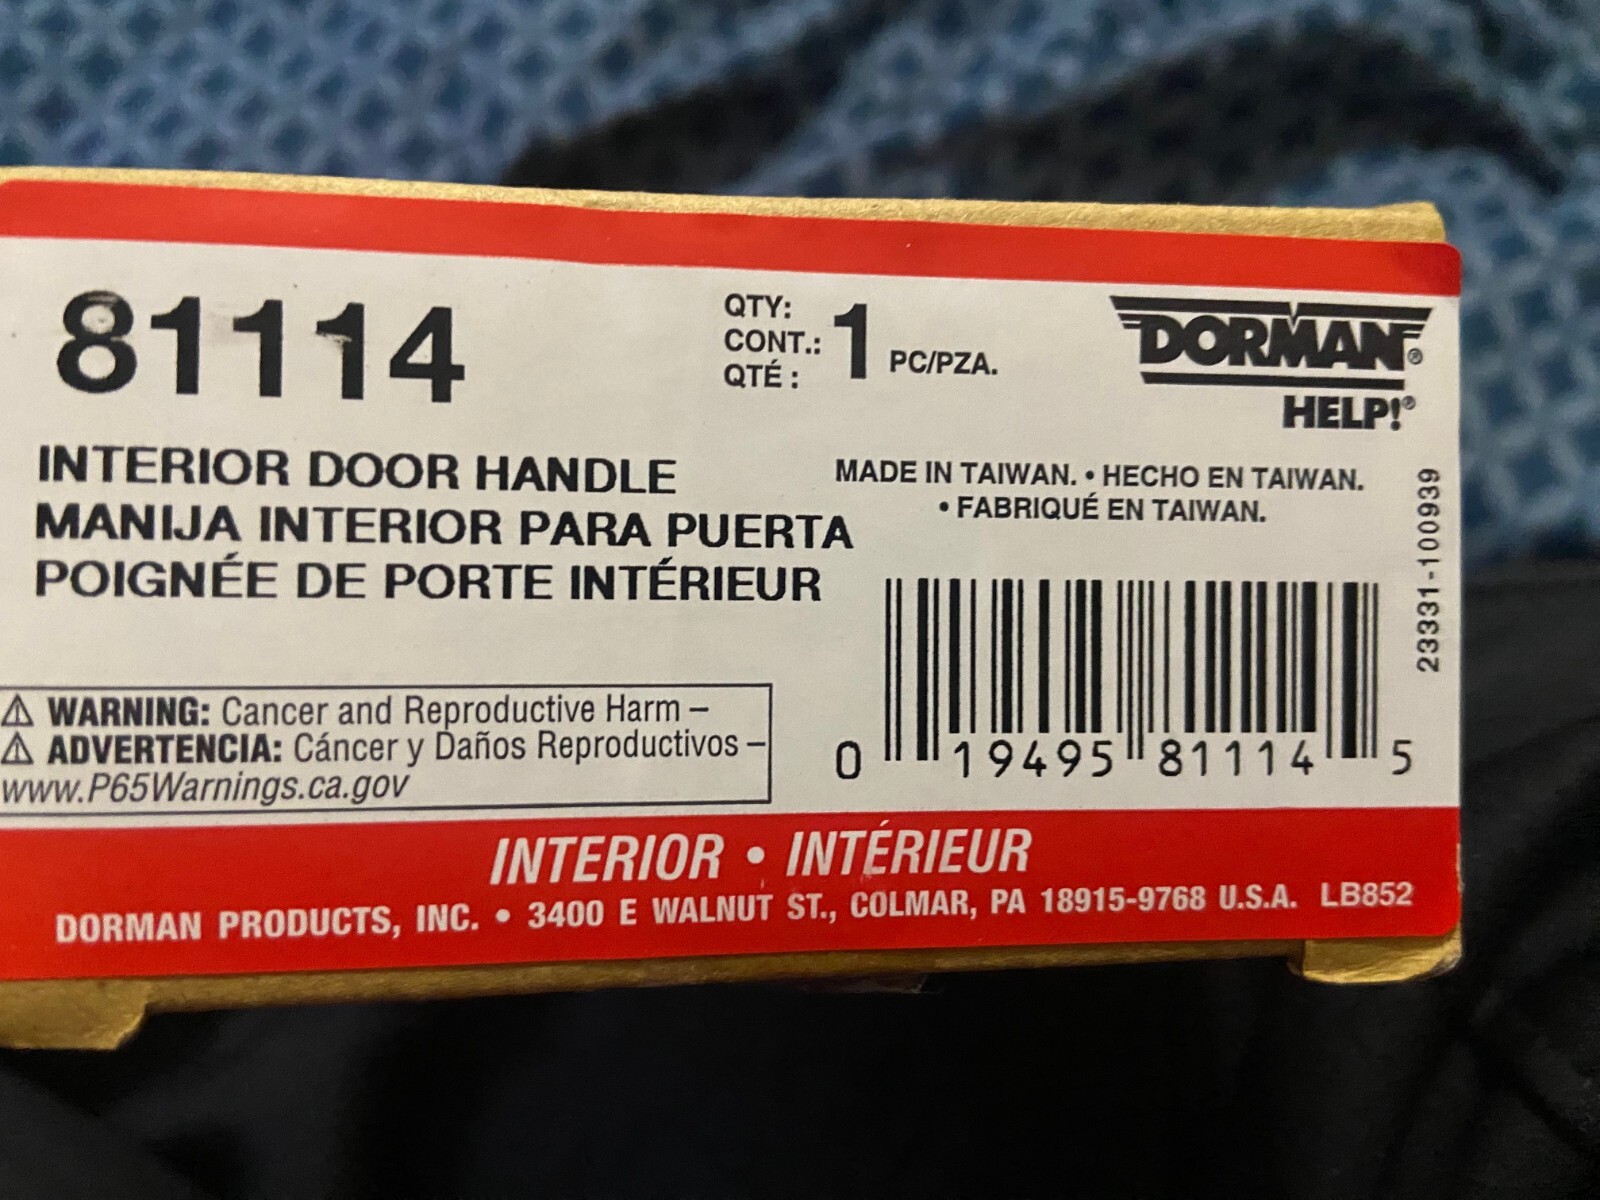 81114
QTY:
CONT.: 1 PC/PZA.
QTÉ :
DORMAN®
HELP!®
INTERIOR DOOR HANDLE
MANIJA INTERIOR PARA PUERTA
POIGNÉE DE PORTE INTÉRIEUR
MADE IN TAIWAN. • HECHO EN TAIWAN.
• FABRIQUÉ EN TAIWAN.
23331-100939
0 19495 81114 5
⚠ WARNING: Cancer and Reproductive Harm –
⚠ ADVERTENCIA: Cáncer y Daños Reproductivos –
www.P65Warnings.ca.gov
INTERIOR • INTÉRIEUR
DORMAN PRODUCTS, INC. • 3400 E WALNUT ST., COLMAR, PA 18915-9768 U.S.A. LB852